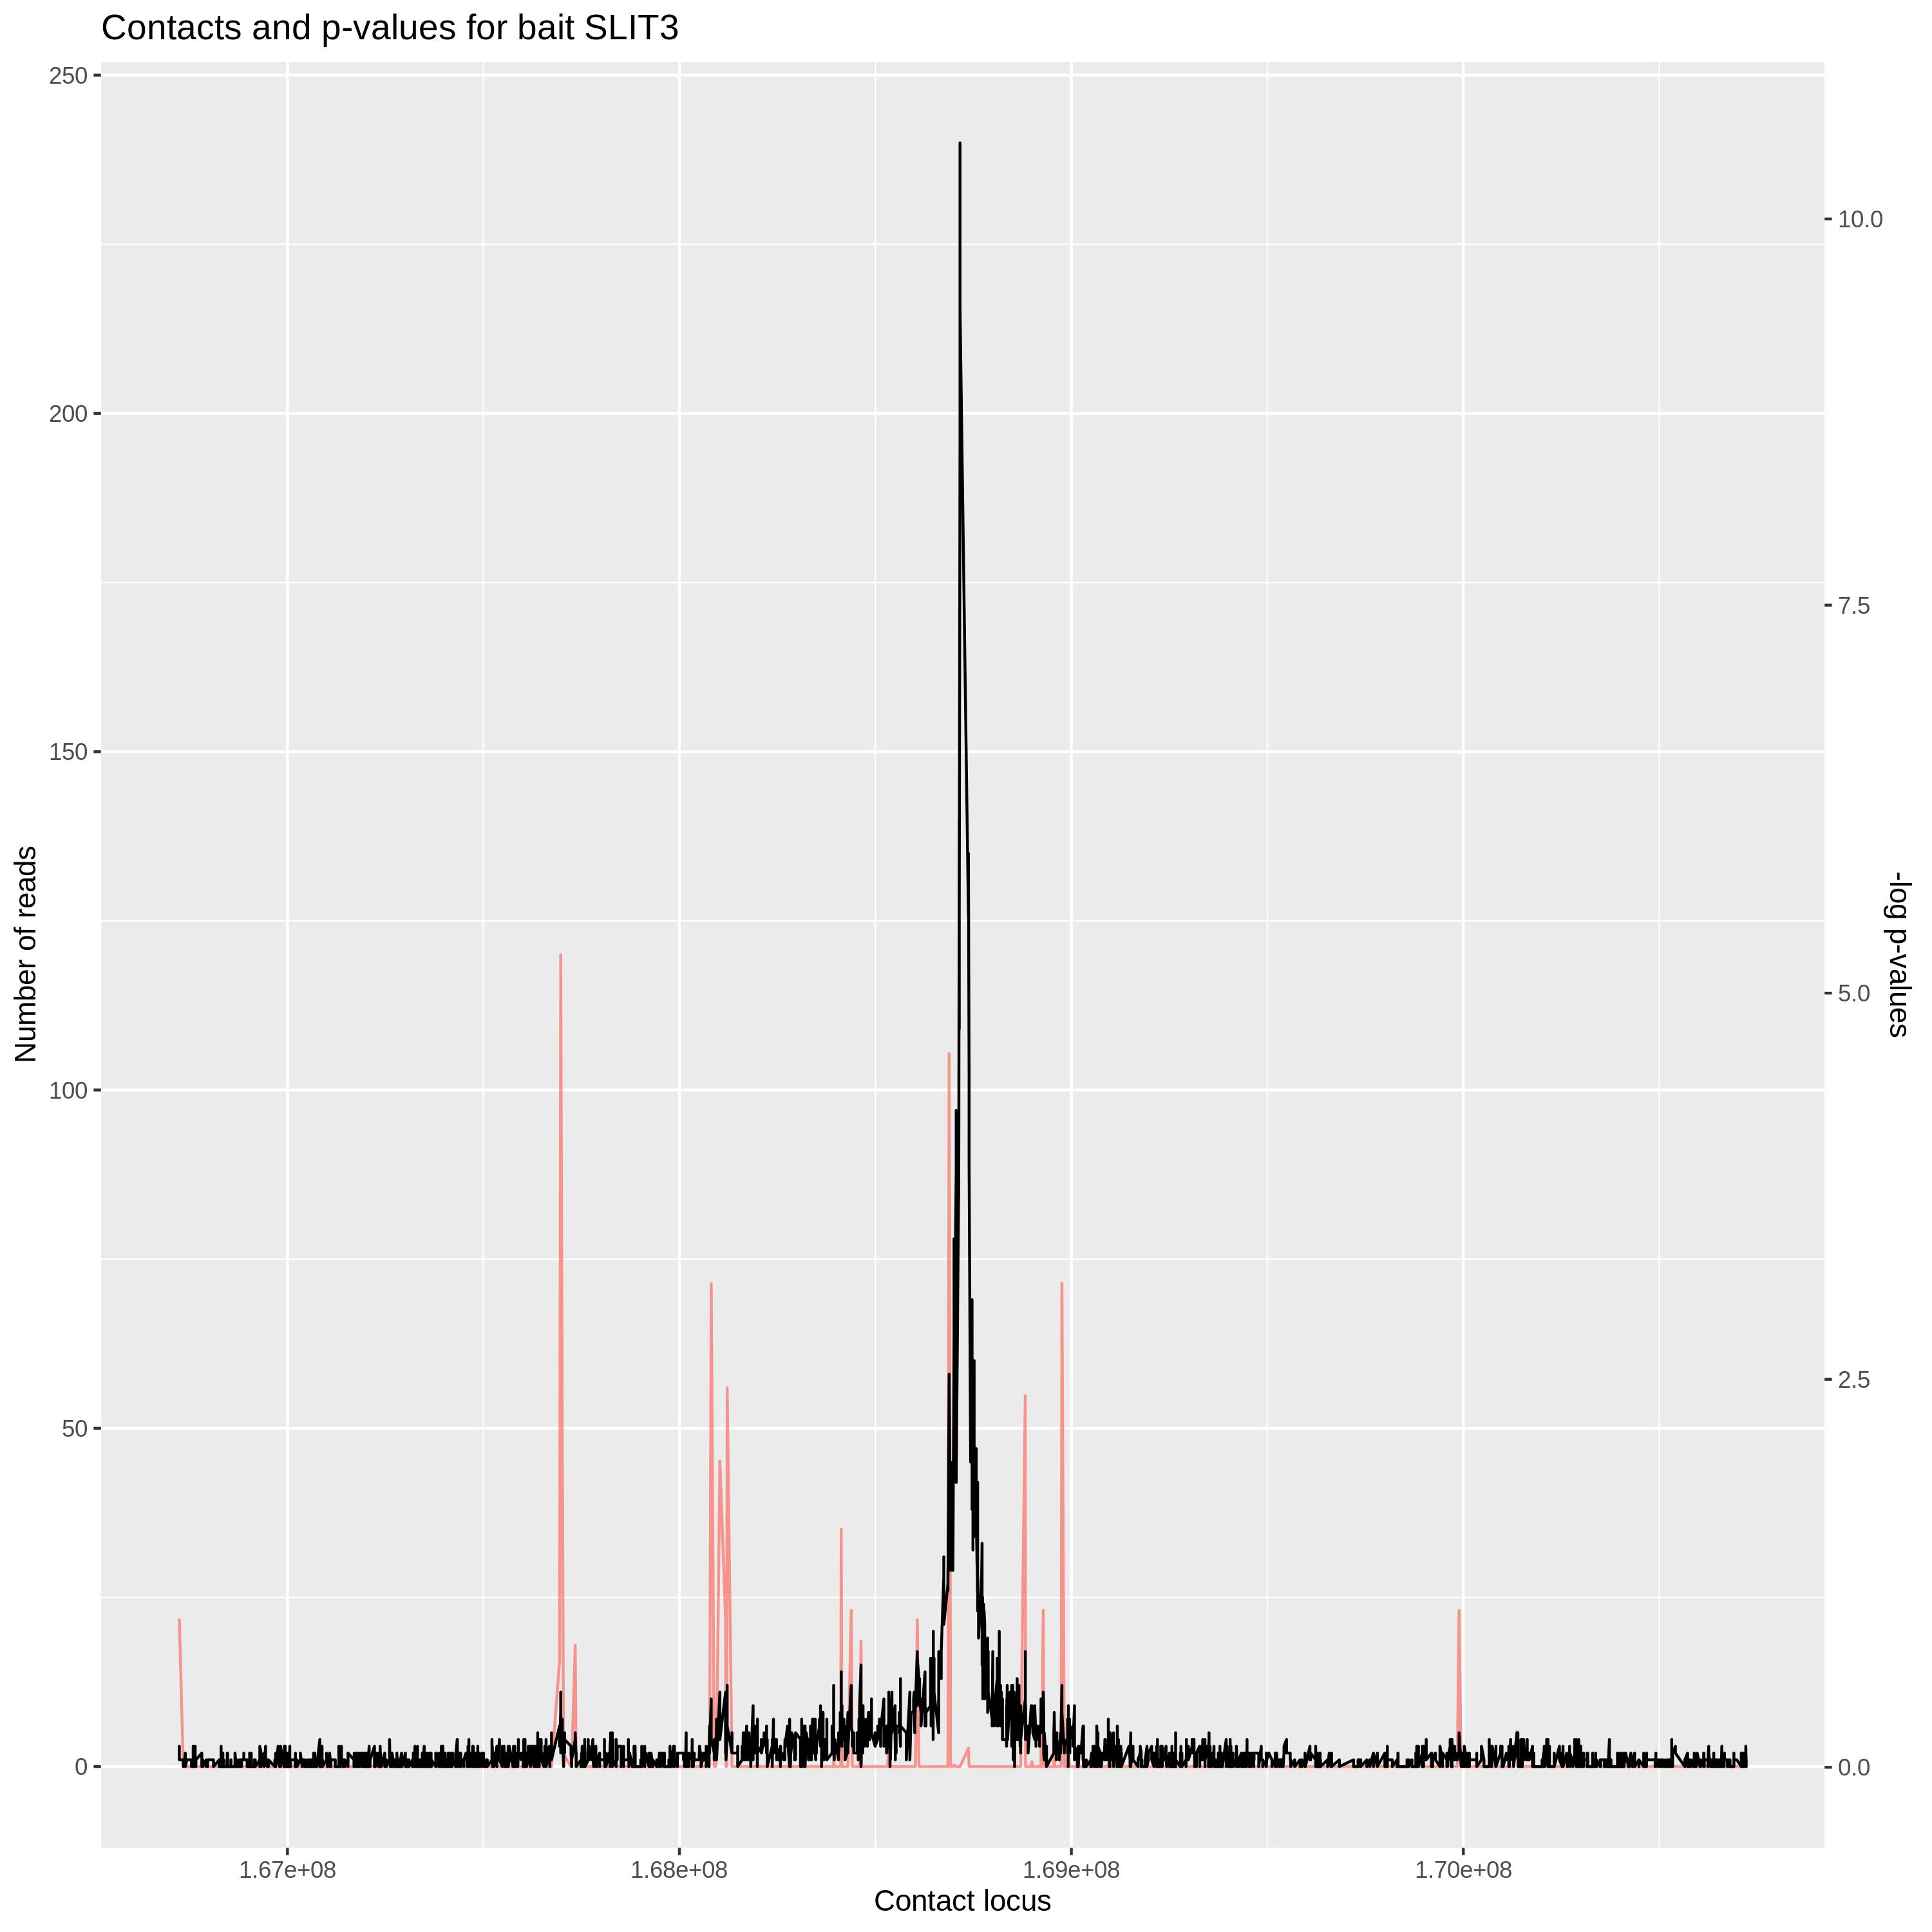 Contacts and p-values for bait SLIT3
250
200
150
100
50
0
Number of reads
10.0
7.5
5.0
2.5
0.0
-log p-values
1.67e+08
1.68e+08
1.69e+08
1.70e+08
Contact locus